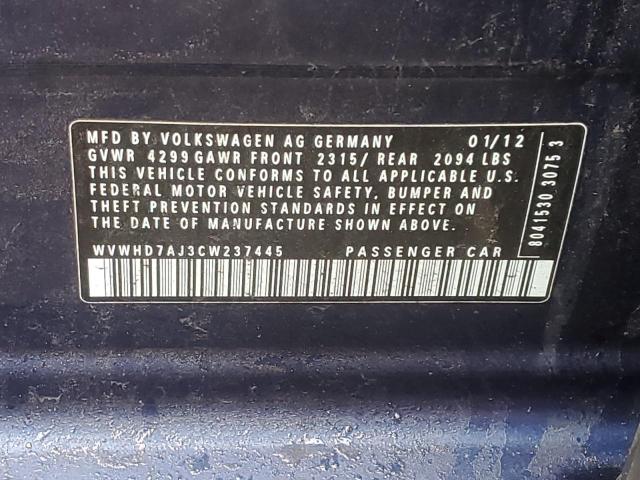 MFD BY VOLKSWAGEN AG GERMANY 01/12
GVWR 4299 GAWR FRONT 2315/ REAR 2094 LBS
THIS VEHICLE CONFORMS TO ALL APPLICABLE U.S.
FEDERAL MOTOR VEHICLE SAFETY, BUMPER AND
THEFT PREVENTION STANDARDS IN EFFECT ON
THE DATE OF MANUFACTURE SHOWN ABOVE.
WVWHD7AJ3CW237445 PASSENGER CAR
8041530 3075 3